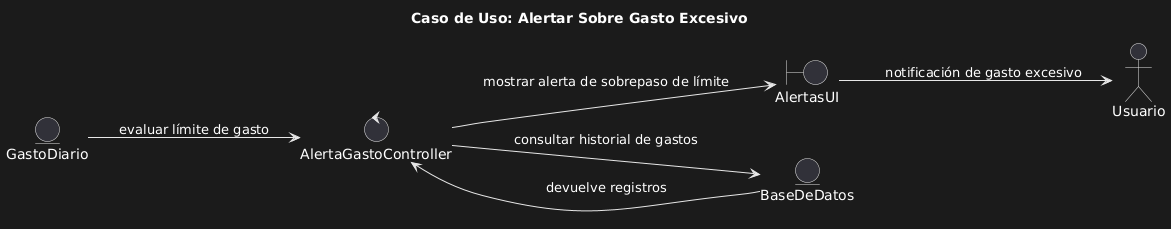 Caso de Uso: Alertar Sobre Gasto Excesivo
notificación de gasto excesivo
mostrar alerta de sobrepaso de límite
AlertasUI
Usuario
evaluar límite de gasto
consultar historial de gastos
GastoDiario
AlertaGastoController
devuelve registros
BaseDeDatos